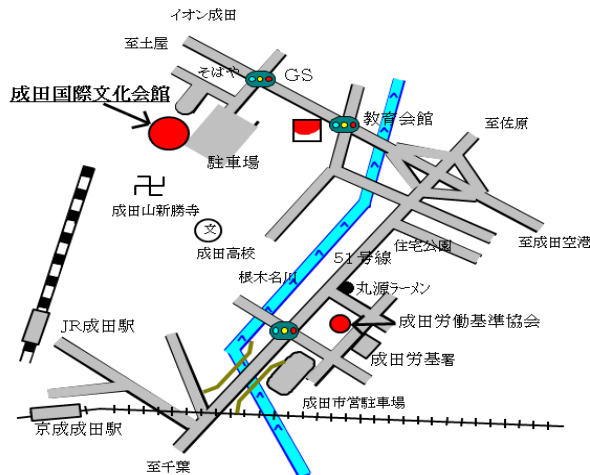 イオン成田
至土屋
そばや
GS
成田国際文化会館
教育会館
至佐原
駐車場
成田山新勝寺
文
成田高校
住宅公園
至成田空港
51号線
根木名川
丸源ラーメン
成田労働基準協会
JR成田駅
成田労基署
成田市営駐車場
京成成田駅
至千葉